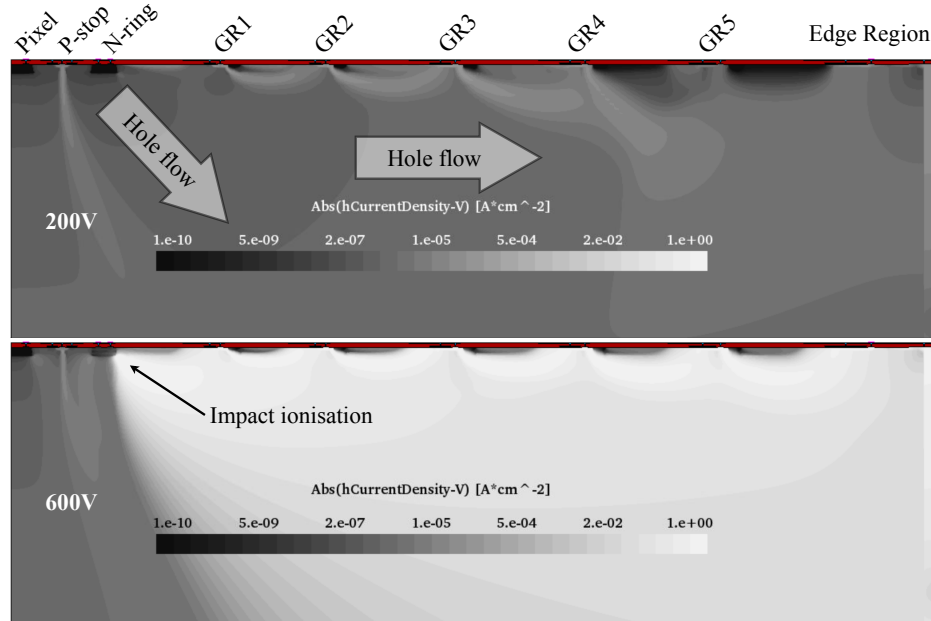 Pixel
P-stop
N-ring
GR1
GR2
GR3
GR4
GR5
Edge Region
Hole flow
Hole flow
200V
Abs(hCurrentDensity-V) [A*cm^-2]
1.e-10 5.e-09 2.e-07 1.e-05 5.e-04 2.e-02 1.e+00
Impact ionisation
600V
Abs(hCurrentDensity-V) [A*cm^-2]
1.e-10 5.e-09 2.e-07 1.e-05 5.e-04 2.e-02 1.e+00